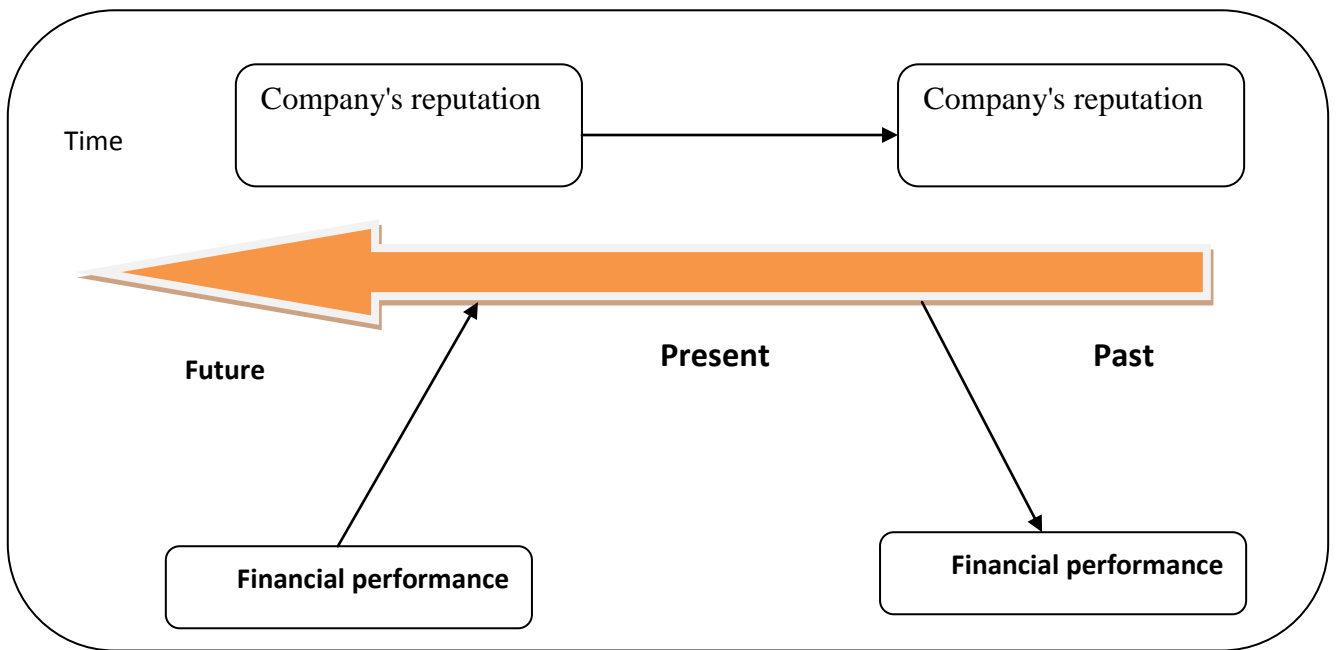 Company's reputation
Company's reputation
Time
Present
Past
Future
Financial performance
Financial performance